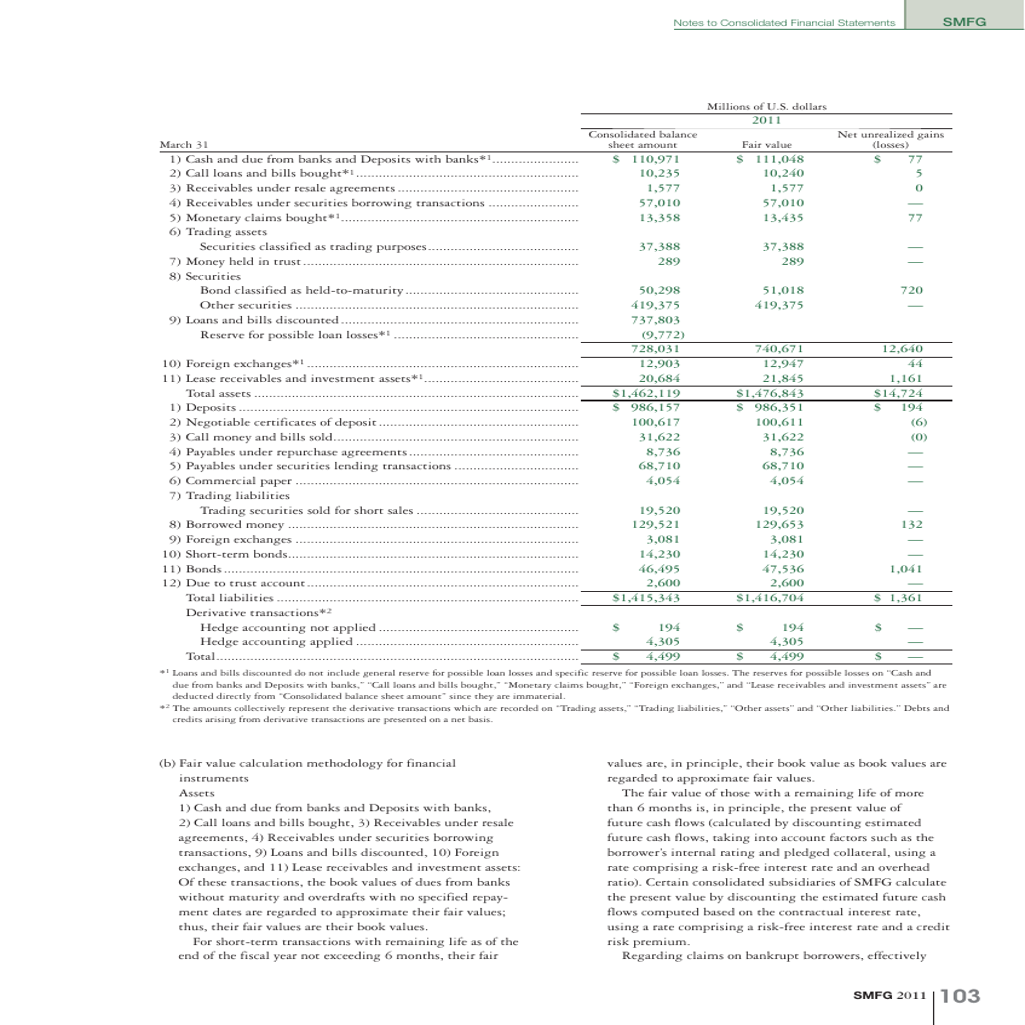 Notes to Consolidated Financial Statements SMFG
Millions of U.S. dollars
2011
March 31 Consolidated balance sheet amount Fair value Net unrealized gains (losses)
1) Cash and due from banks and Deposits with banks*1....................... $ 110,971 $ 111,048 $ 77
2) Call loans and bills bought*1........................................................... 10,235 10,240 5
3) Receivables under resale agreements ................................................ 1,577 1,577 0
4) Receivables under securities borrowing transactions ........................ 57,010 57,010 —
5) Monetary claims bought*1............................................................... 13,358 13,435 77
6) Trading assets
Securities classified as trading purposes........................................ 37,388 37,388 —
7) Money held in trust ......................................................................... 289 289 —
8) Securities
Bond classified as held-to-maturity.............................................. 50,298 51,018 720
Other securities ........................................................................... 419,375 419,375 —
9) Loans and bills discounted ............................................................... 737,803
Reserve for possible loan losses*1 ................................................. (9,772)
728,031 740,671 12,640
10) Foreign exchanges*1 ........................................................................ 12,903 12,947 44
11) Lease receivables and investment assets*1......................................... 20,684 21,845 1,161
Total assets ...................................................................................... $1,462,119 $1,476,843 $14,724
1) Deposits .......................................................................................... $ 986,157 $ 986,351 $ 194
2) Negotiable certificates of deposit ..................................................... 100,617 100,611 (6)
3) Call money and bills sold................................................................. 31,622 31,622 (0)
4) Payables under repurchase agreements ............................................. 8,736 8,736 —
5) Payables under securities lending transactions ................................. 68,710 68,710 —
6) Commercial paper ........................................................................... 4,054 4,054 —
7) Trading liabilities
Trading securities sold for short sales ........................................... 19,520 19,520 —
8) Borrowed money ............................................................................. 129,521 129,653 132
9) Foreign exchanges ........................................................................... 3,081 3,081 —
10) Short-term bonds............................................................................. 14,230 14,230 —
11) Bonds .............................................................................................. 46,495 47,536 1,041
12) Due to trust account ........................................................................ 2,600 2,600 —
Total liabilities ................................................................................ $1,415,343 $1,416,704 $ 1,361
Derivative transactions*2
Hedge accounting not applied ..................................................... $ 194 $ 194 $ —
Hedge accounting applied ........................................................... 4,305 4,305 —
Total................................................................................................ $ 4,499 $ 4,499 $ —
*1 Loans and bills discounted do not include general reserve for possible loan losses and specific reserve for possible loan losses. The reserves for possible losses on “Cash and
due from banks and Deposits with banks,” “Call loans and bills bought,” “Monetary claims bought,” “Foreign exchanges,” and “Lease receivables and investment assets” are
deducted directly from “Consolidated balance sheet amount” since they are immaterial.
*2 The amounts collectively represent the derivative transactions which are recorded on “Trading assets,” “Trading liabilities,” “Other assets” and “Other liabilities.” Debts and
credits arising from derivative transactions are presented on a net basis.
(b) Fair value calculation methodology for financial
instruments
Assets
1) Cash and due from banks and Deposits with banks,
2) Call loans and bills bought, 3) Receivables under resale
agreements, 4) Receivables under securities borrowing
transactions, 9) Loans and bills discounted, 10) Foreign
exchanges, and 11) Lease receivables and investment assets:
Of these transactions, the book values of dues from banks
without maturity and overdrafts with no specified repay-
ment dates are regarded to approximate their fair values;
thus, their fair values are their book values.
For short-term transactions with remaining life as of the
end of the fiscal year not exceeding 6 months, their fair
values are, in principle, their book value as book values are
regarded to approximate fair values.
The fair value of those with a remaining life of more
than 6 months is, in principle, the present value of
future cash flows (calculated by discounting estimated
future cash flows, taking into account factors such as the
borrower’s internal rating and pledged collateral, using a
rate comprising a risk-free interest rate and an overhead
ratio). Certain consolidated subsidiaries of SMFG calculate
the present value by discounting the estimated future cash
flows computed based on the contractual interest rate,
using a rate comprising a risk-free interest rate and a credit
risk premium.
Regarding claims on bankrupt borrowers, effectively
SMFG 2011 103